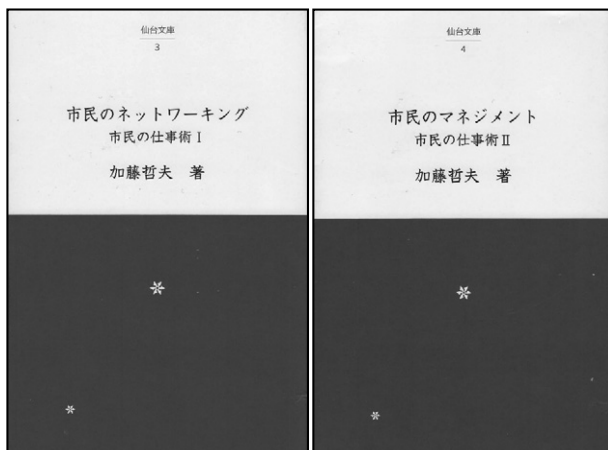 仙台文庫
3
市民のネットワーキング
市民の仕事術Ⅰ
加藤哲夫　著
仙台文庫
4
市民のマネジメント
市民の仕事術Ⅱ
加藤哲夫　著